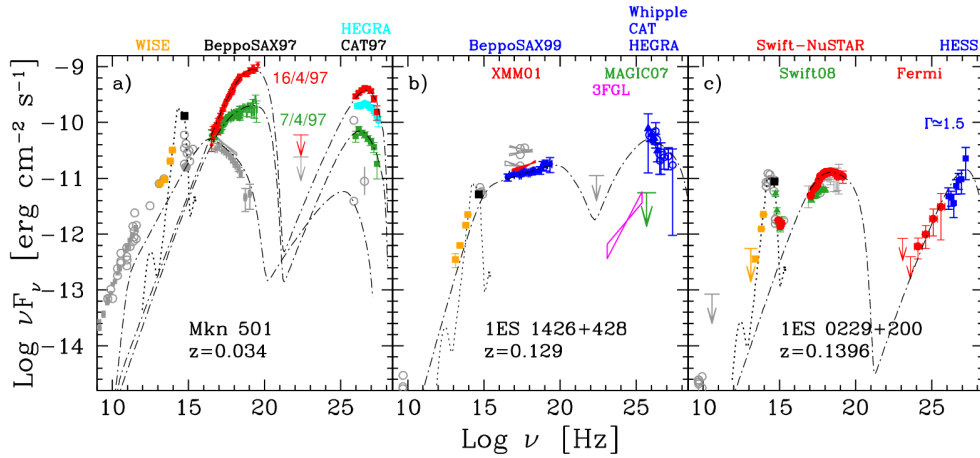 WISE
BeppoSAX97
HEGRA
CAT97
BeppoSAX99
XMM01
Whipple
CAT
HEGRA
MAGIC07
3FGL
Swift-NuSTAR
Swift08
Fermi
HESS
a)
16/4/97
7/4/97
b)
c)
Γ≃1.5
-9
-10
-11
-12
-13
-14
Log νFν [erg cm−2 s−1]
Mkn 501
z=0.034
1ES 1426+428
z=0.129
1ES 0229+200
z=0.1396
10 15 20 25 10 15 20 25 10 15 20 25
Log ν [Hz]